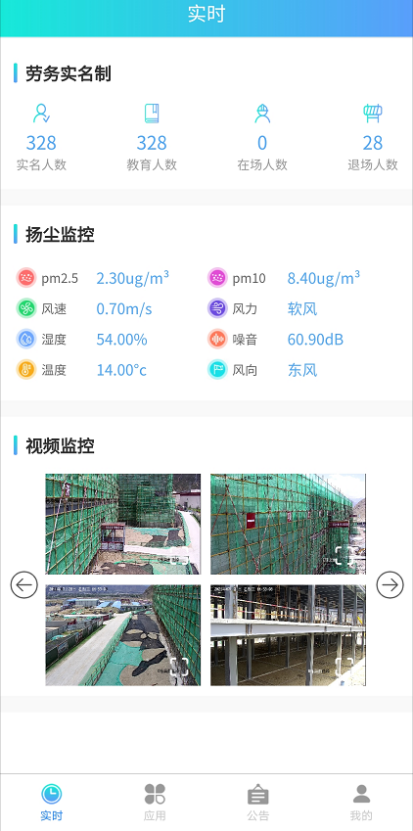 实时
劳务实名制
328 328 0 28
实名人数 教育人数 在场人数 退场人数
扬尘监控
pm2.5 2.30ug/m³ pm10 8.40ug/m³
风速 0.70m/s 风力 软风
湿度 54.00% 噪音 60.90dB
温度 14.00°c 风向 东风
视频监控
实时 应用 公告 我的